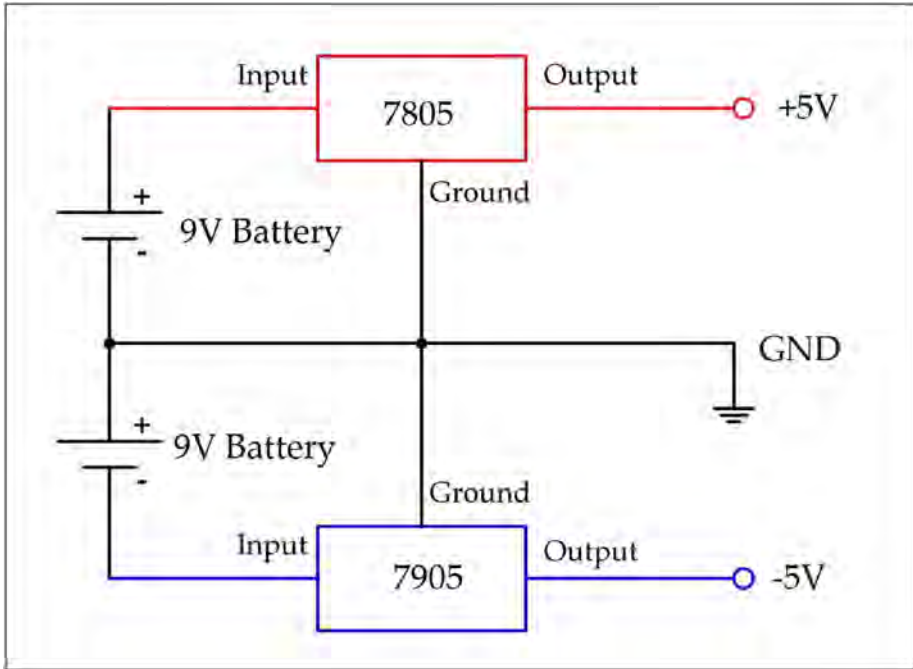 Input
Output
7805
+5V
Ground
+
9V Battery
-
GND
+
9V Battery
-
Ground
Input
Output
7905
-5V